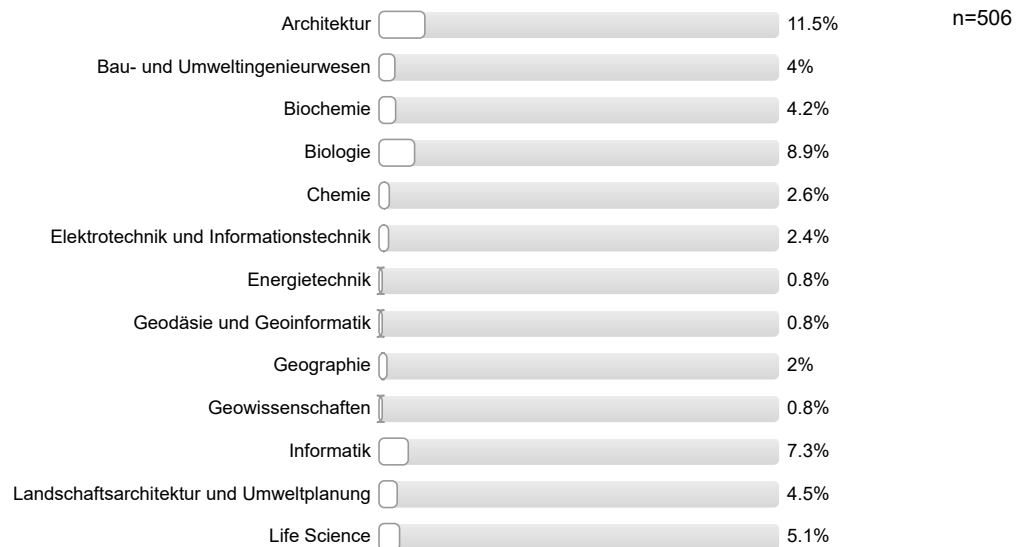 Architektur 11.5% n=506
Bau- und Umweltingenieurwesen 4%
Biochemie 4.2%
Biologie 8.9%
Chemie 2.6%
Elektrotechnik und Informationstechnik 2.4%
Energietechnik 0.8%
Geodäsie und Geoinformatik 0.8%
Geographie 2%
Geowissenschaften 0.8%
Informatik 7.3%
Landschaftsarchitektur und Umweltplanung 4.5%
Life Science 5.1%